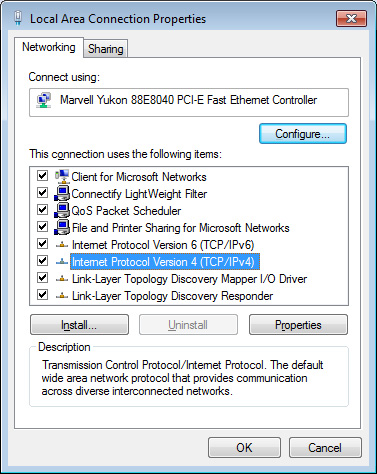 Local Area Connection Properties
Networking
Sharing
Connect using:
Marvell Yukon 88E8040 PCI-E Fast Ethernet Controller
Configure...
This connection uses the following items:
Client for Microsoft Networks
Connectify LightWeight Filter
QoS Packet Scheduler
File and Printer Sharing for Microsoft Networks
Internet Protocol Version 6 (TCP/IPv6)
Internet Protocol Version 4 (TCP/IPv4)
Link-Layer Topology Discovery Mapper I/O Driver
Link-Layer Topology Discovery Responder
Install...
Uninstall
Properties
Description
Transmission Control Protocol/Internet Protocol. The default
wide area network protocol that provides communication
across diverse interconnected networks.
OK
Cancel